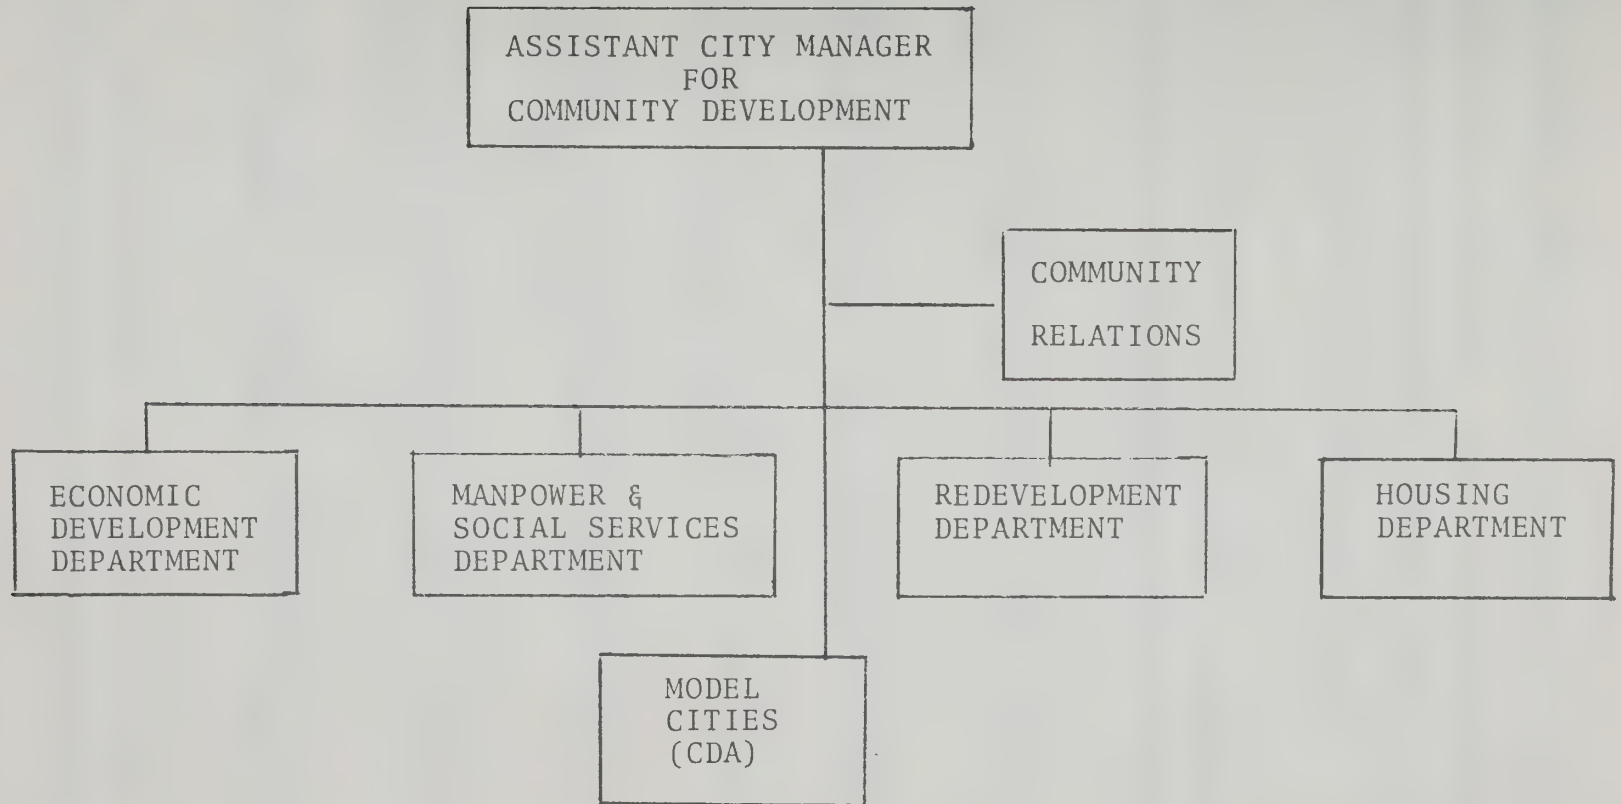 ASSISTANT CITY MANAGER
FOR
COMMUNITY DEVELOPMENT
COMMUNITY
RELATIONS
ECONOMIC
DEVELOPMENT
DEPARTMENT
MANPOWER &
SOCIAL SERVICES
DEPARTMENT
REDEVELOPMENT
DEPARTMENT
HOUSING
DEPARTMENT
MODEL
CITIES
(CDA)